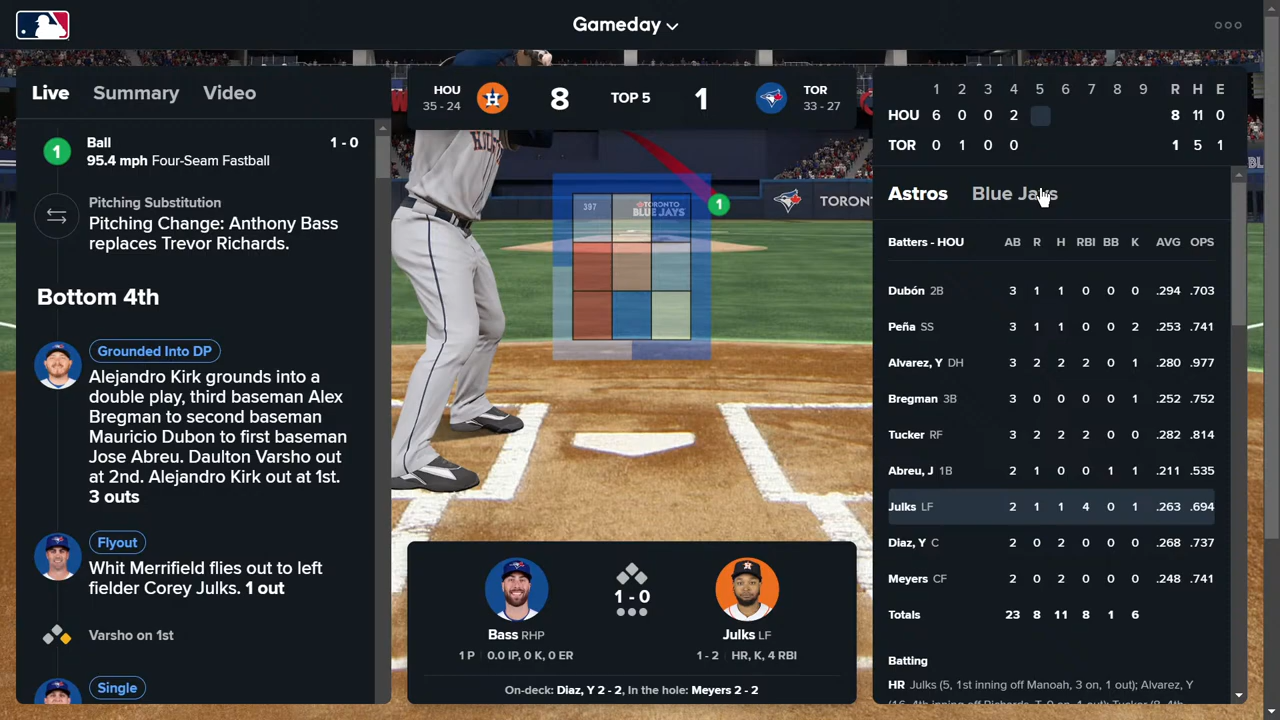 Gameday
Live Summary Video
1 Ball 1 - 0
95.4 mph Four-Seam Fastball
Pitching Substitution
Pitching Change: Anthony Bass
replaces Trevor Richards.
Bottom 4th
Grounded Into DP
Alejandro Kirk grounds into a
double play, third baseman Alex
Bregman to second baseman
Mauricio Dubon to first baseman
Jose Abreu. Daulton Varsho out
at 2nd. Alejandro Kirk out at 1st.
3 outs
Flyout
Whit Merrifield flies out to left
fielder Corey Julks. 1 out
Varsho on 1st
Single
HOU 8 TOP 5 1 TOR
35 - 24 33 - 27
397 TORONTO
BLUE JAYS
1
TORON
Bass RHP 1 - 0 Julks LF
1 P 0.0 IP, 0 K, 0 ER 1 - 2 HR, K, 4 RBI
On-deck: Diaz, Y 2 - 2, In the hole: Meyers 2 - 2
1 2 3 4 5 6 7 8 9 R H E
HOU 6 0 0 2 8 11 0
TOR 0 1 0 0 1 5 1
Astros Blue Jays
Batters - HOU AB R H RBI BB K AVG OPS
Dubón 2B 3 1 1 0 0 0 .294 .703
Peña SS 3 1 1 0 0 2 .253 .741
Alvarez, Y DH 3 2 2 2 0 1 .280 .977
Bregman 3B 3 0 0 0 0 1 .252 .752
Tucker RF 3 2 2 2 0 0 .282 .814
Abreu, J 1B 2 1 0 0 1 1 .211 .535
Julks LF 2 1 1 4 0 1 .263 .694
Diaz, Y C 2 0 2 0 0 0 .268 .737
Meyers CF 2 0 2 0 0 0 .248 .741
Totals 23 8 11 8 1 6
Batting
HR Julks (5, 1st inning off Manoah, 3 on, 1 out); Alvarez, Y